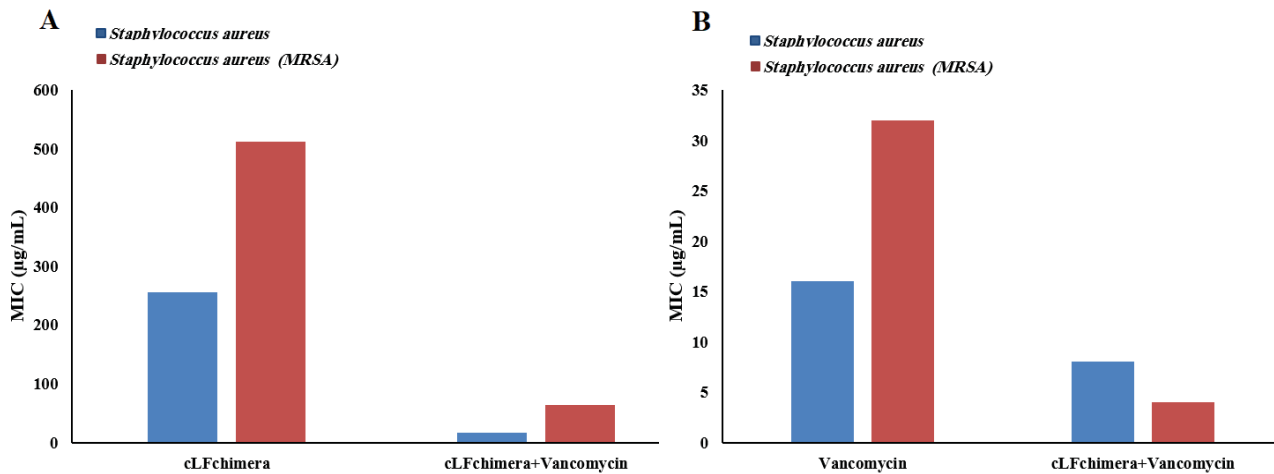 A
Staphylococcus aureus
Staphylococcus aureus (MRSA)
600
500
400
300
200
100
0
MIC (µg/mL)
cLFchimera
cLFchimera+Vancomycin
B
Staphylococcus aureus
Staphylococcus aureus (MRSA)
35
30
25
20
15
10
5
0
MIC (µg/mL)
Vancomycin
cLFchimera+Vancomycin